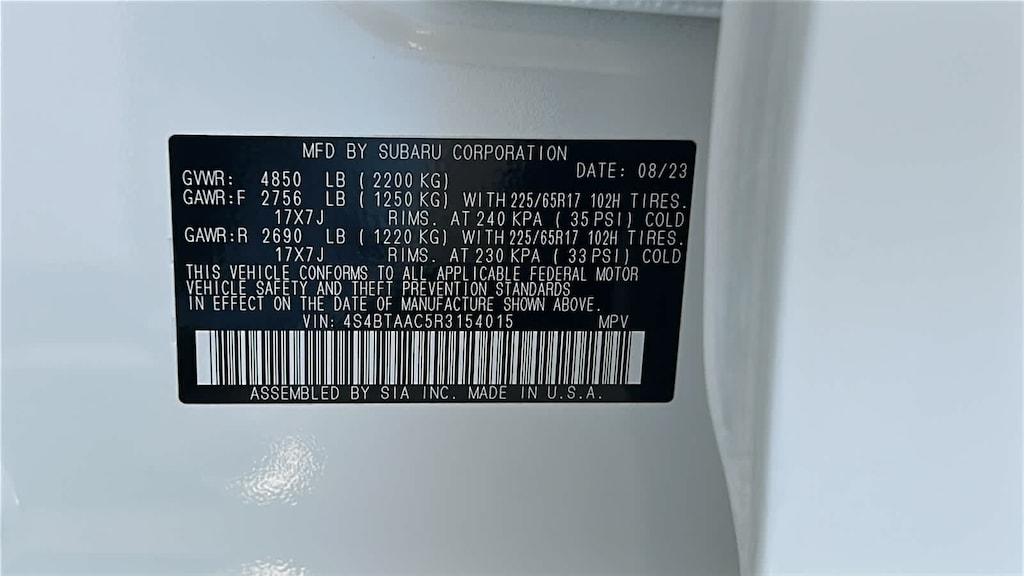 MFD BY SUBARU CORPORATION
DATE: 08/23
GVWR: 4850 LB ( 2200 KG)
GAWR:F 2756 LB ( 1250 KG) WITH 225/65R17 102H TIRES.
17X7J RIMS. AT 240 KPA ( 35 PSI) COLD
GAWR:R 2690 LB ( 1220 KG) WITH 225/65R17 102H TIRES.
17X7J RIMS. AT 230 KPA ( 33 PSI) COLD
THIS VEHICLE CONFORMS TO ALL APPLICABLE FEDERAL MOTOR
VEHICLE SAFETY AND THEFT PREVENTION STANDARDS
IN EFFECT ON THE DATE OF MANUFACTURE SHOWN ABOVE.
VIN: 4S4BTAAC5R3154015 MPV
ASSEMBLED BY SIA INC. MADE IN U.S.A.